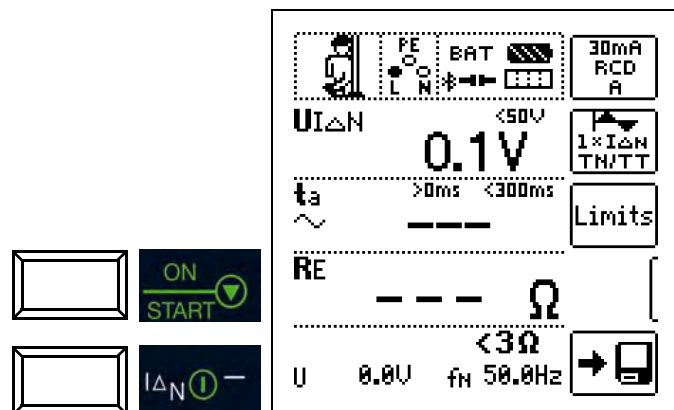 PE
BAT
L N
30mA
RCD
A
UI△N
<50V
0.1V
1×I△N
TN/TT
ta
>0ms <300ms
---
Limits
RE
--- Ω
<3Ω
U 0.0V fN 50.0Hz
ON
START
I△N